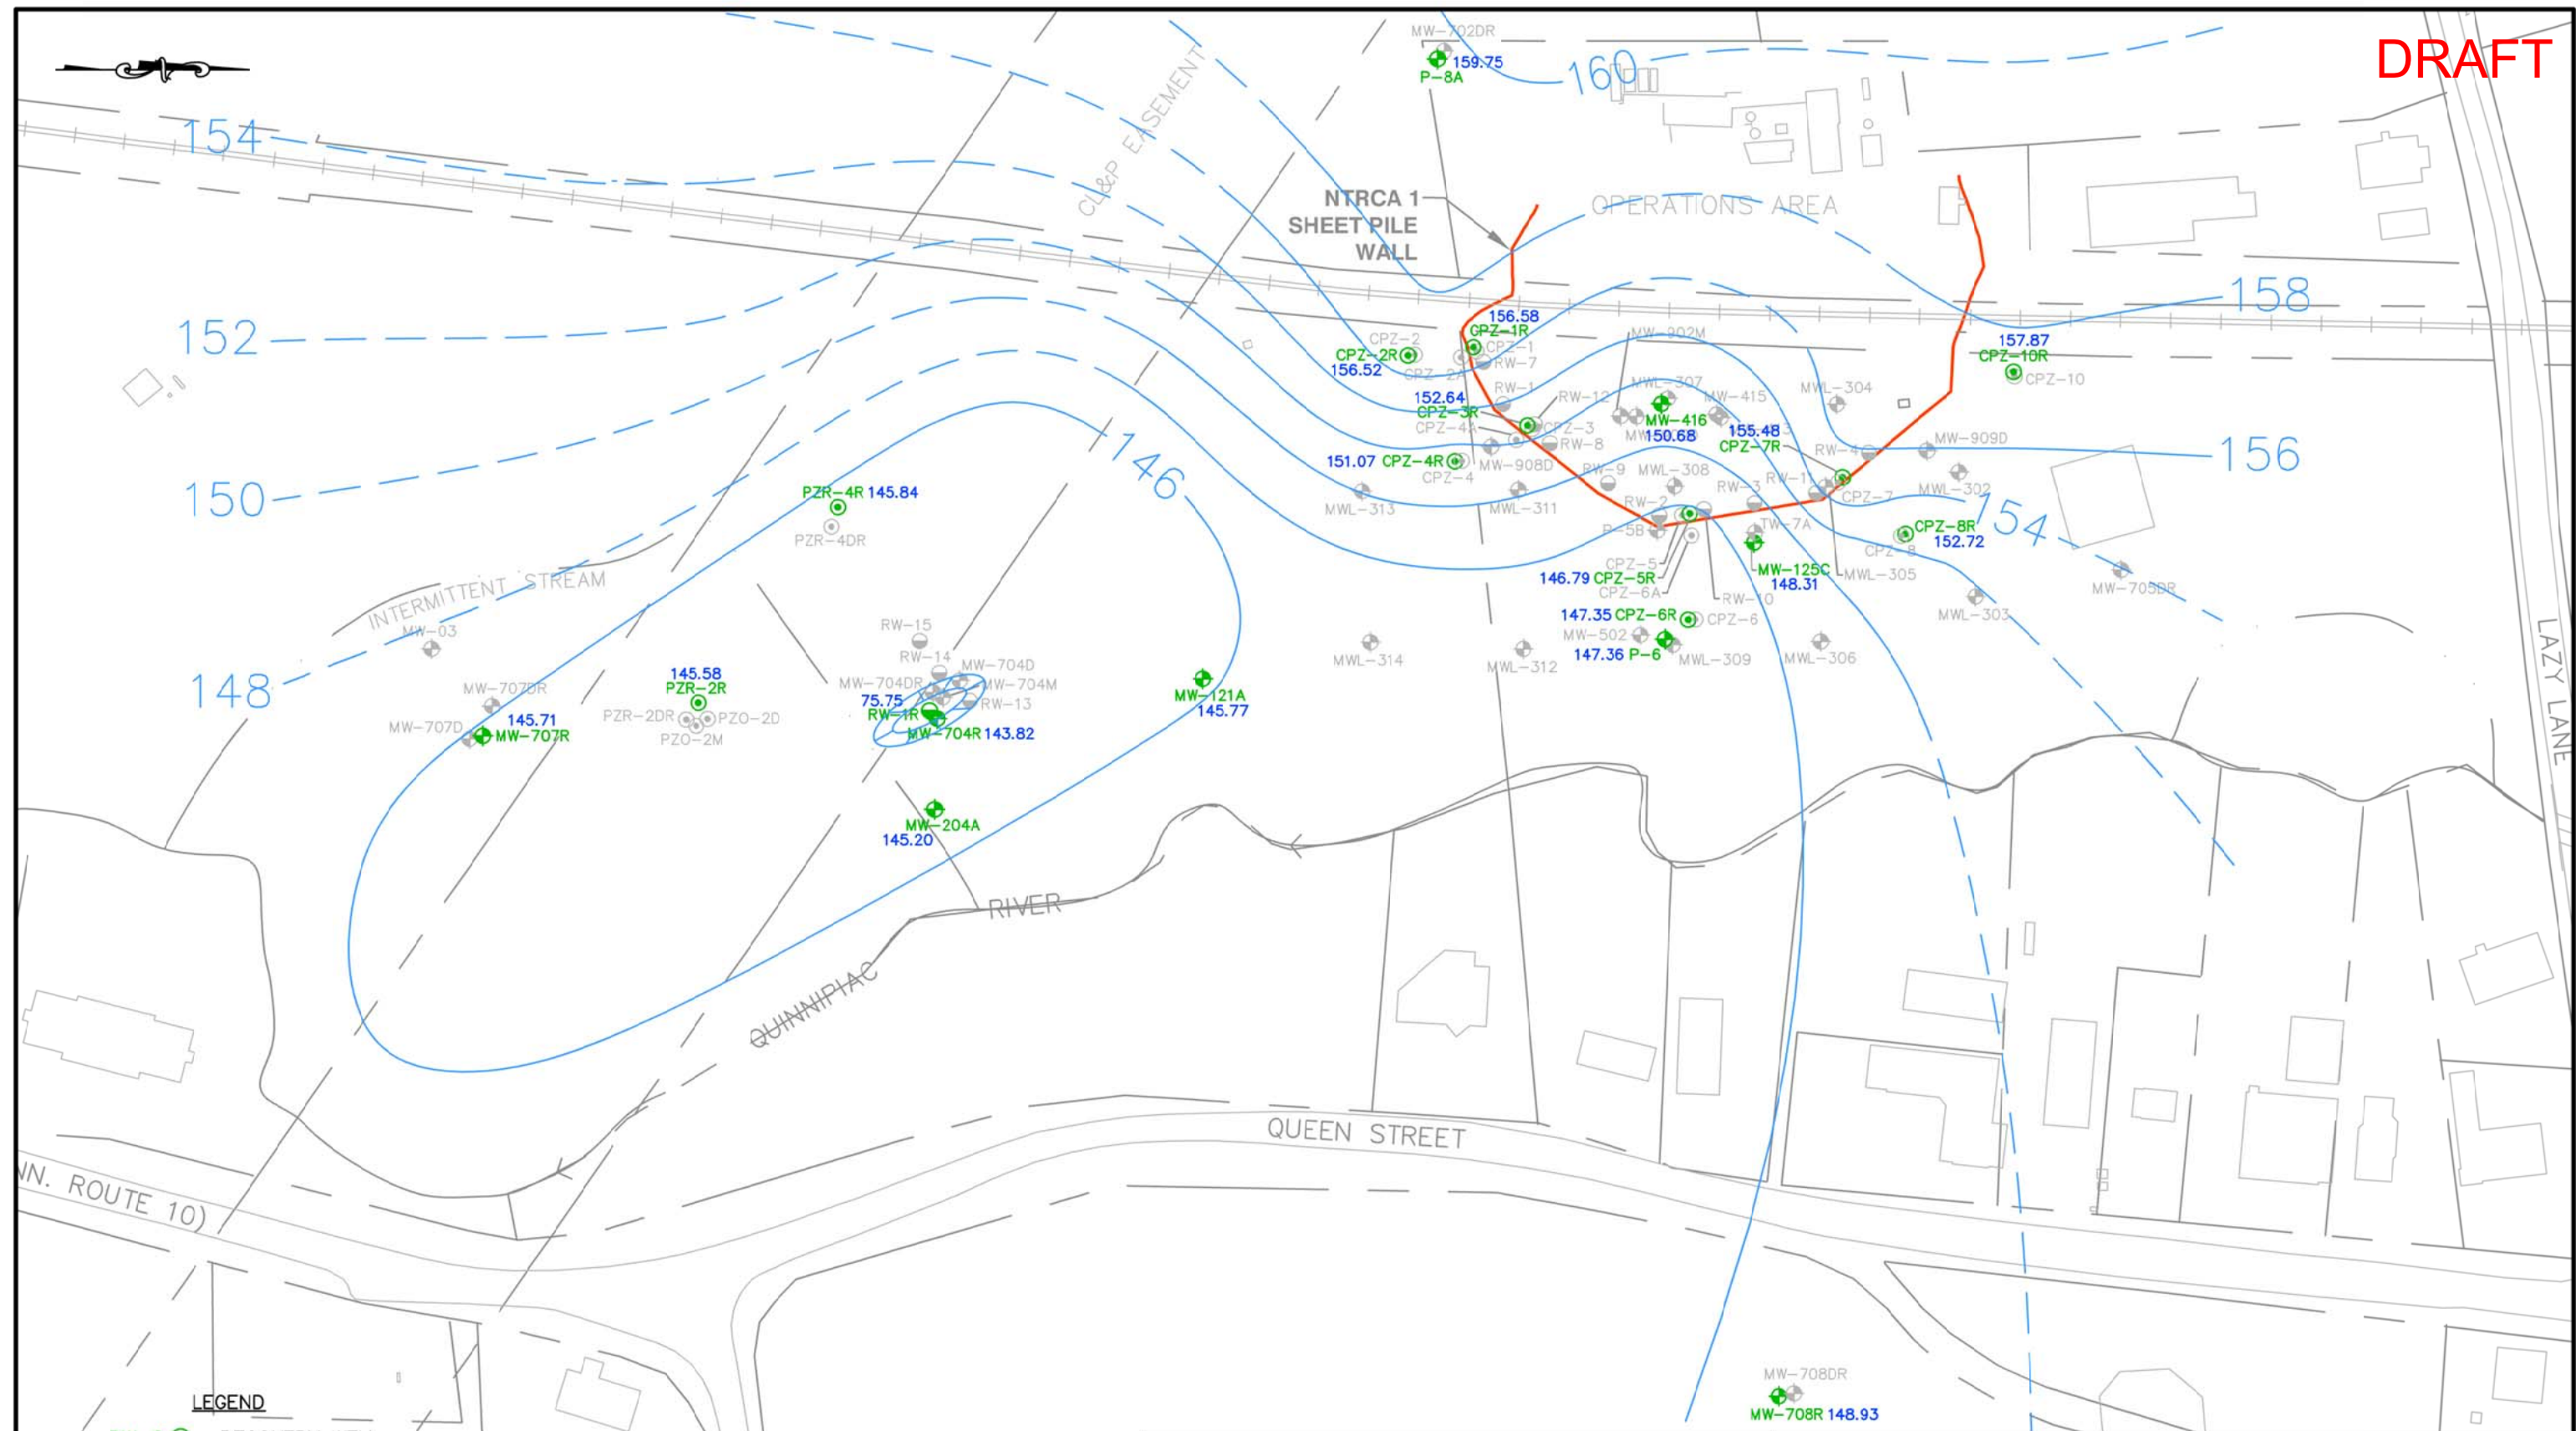 DRAFT
MW-702DR
159.75
P-8A
160
154
CL&P EASEMENT
NTRCA 1
SHEET PILE
WALL
OPERATIONS AREA
158
152
156.58
CPZ-1R
CPZ-2
CPZ-1
CPZ-2R
RW-7
156.52
CPZ-2A
MW-902M
157.87
CPZ-10R
CPZ-10
RW-1
152.64
CPZ-3R
RW-12
CPZ-3
CPZ-4A
RW-8
MWL-307
MW-415
MWL-304
MW-416
150.68
155.48
CPZ-7R
RW-4
MW-909D
156
146
151.07 CPZ-4R
CPZ-4
MW-908D
RW-9
MWL-308
MWL-302
150
PZR-4R 145.84
PZR-4DR
MWL-313
MWL-311
RW-2
RW-3
CPZ-7
154
P-5B
TW-7A
CPZ-8R
152.72
CPZ-8
CPZ-5
146.79 CPZ-5R
CPZ-6A
MW-125C
148.31
MWL-305
RW-10
MW-705DR
MWL-303
INTERMITTENT STREAM
MW-03
RW-15
147.35 CPZ-6R
CPZ-6
MW-502
147.36 P-6
MWL-309
MWL-306
MWL-314
MWL-312
LAZY LANE
148
RW-14
MW-704D
MW-704DR
MW-704M
RW-13
75.75
RW-1R
MW-704R 143.82
145.58
PZR-2R
PZR-2DR
PZO-2D
PZO-2M
MW-707DR
145.71
MW-707D
MW-707R
MW-121A
145.77
MW-204A
145.20
QUINNIPIAC
RIVER
QUEEN STREET
NN. ROUTE 10)
MW-708DR
MW-708R 148.93
LEGEND